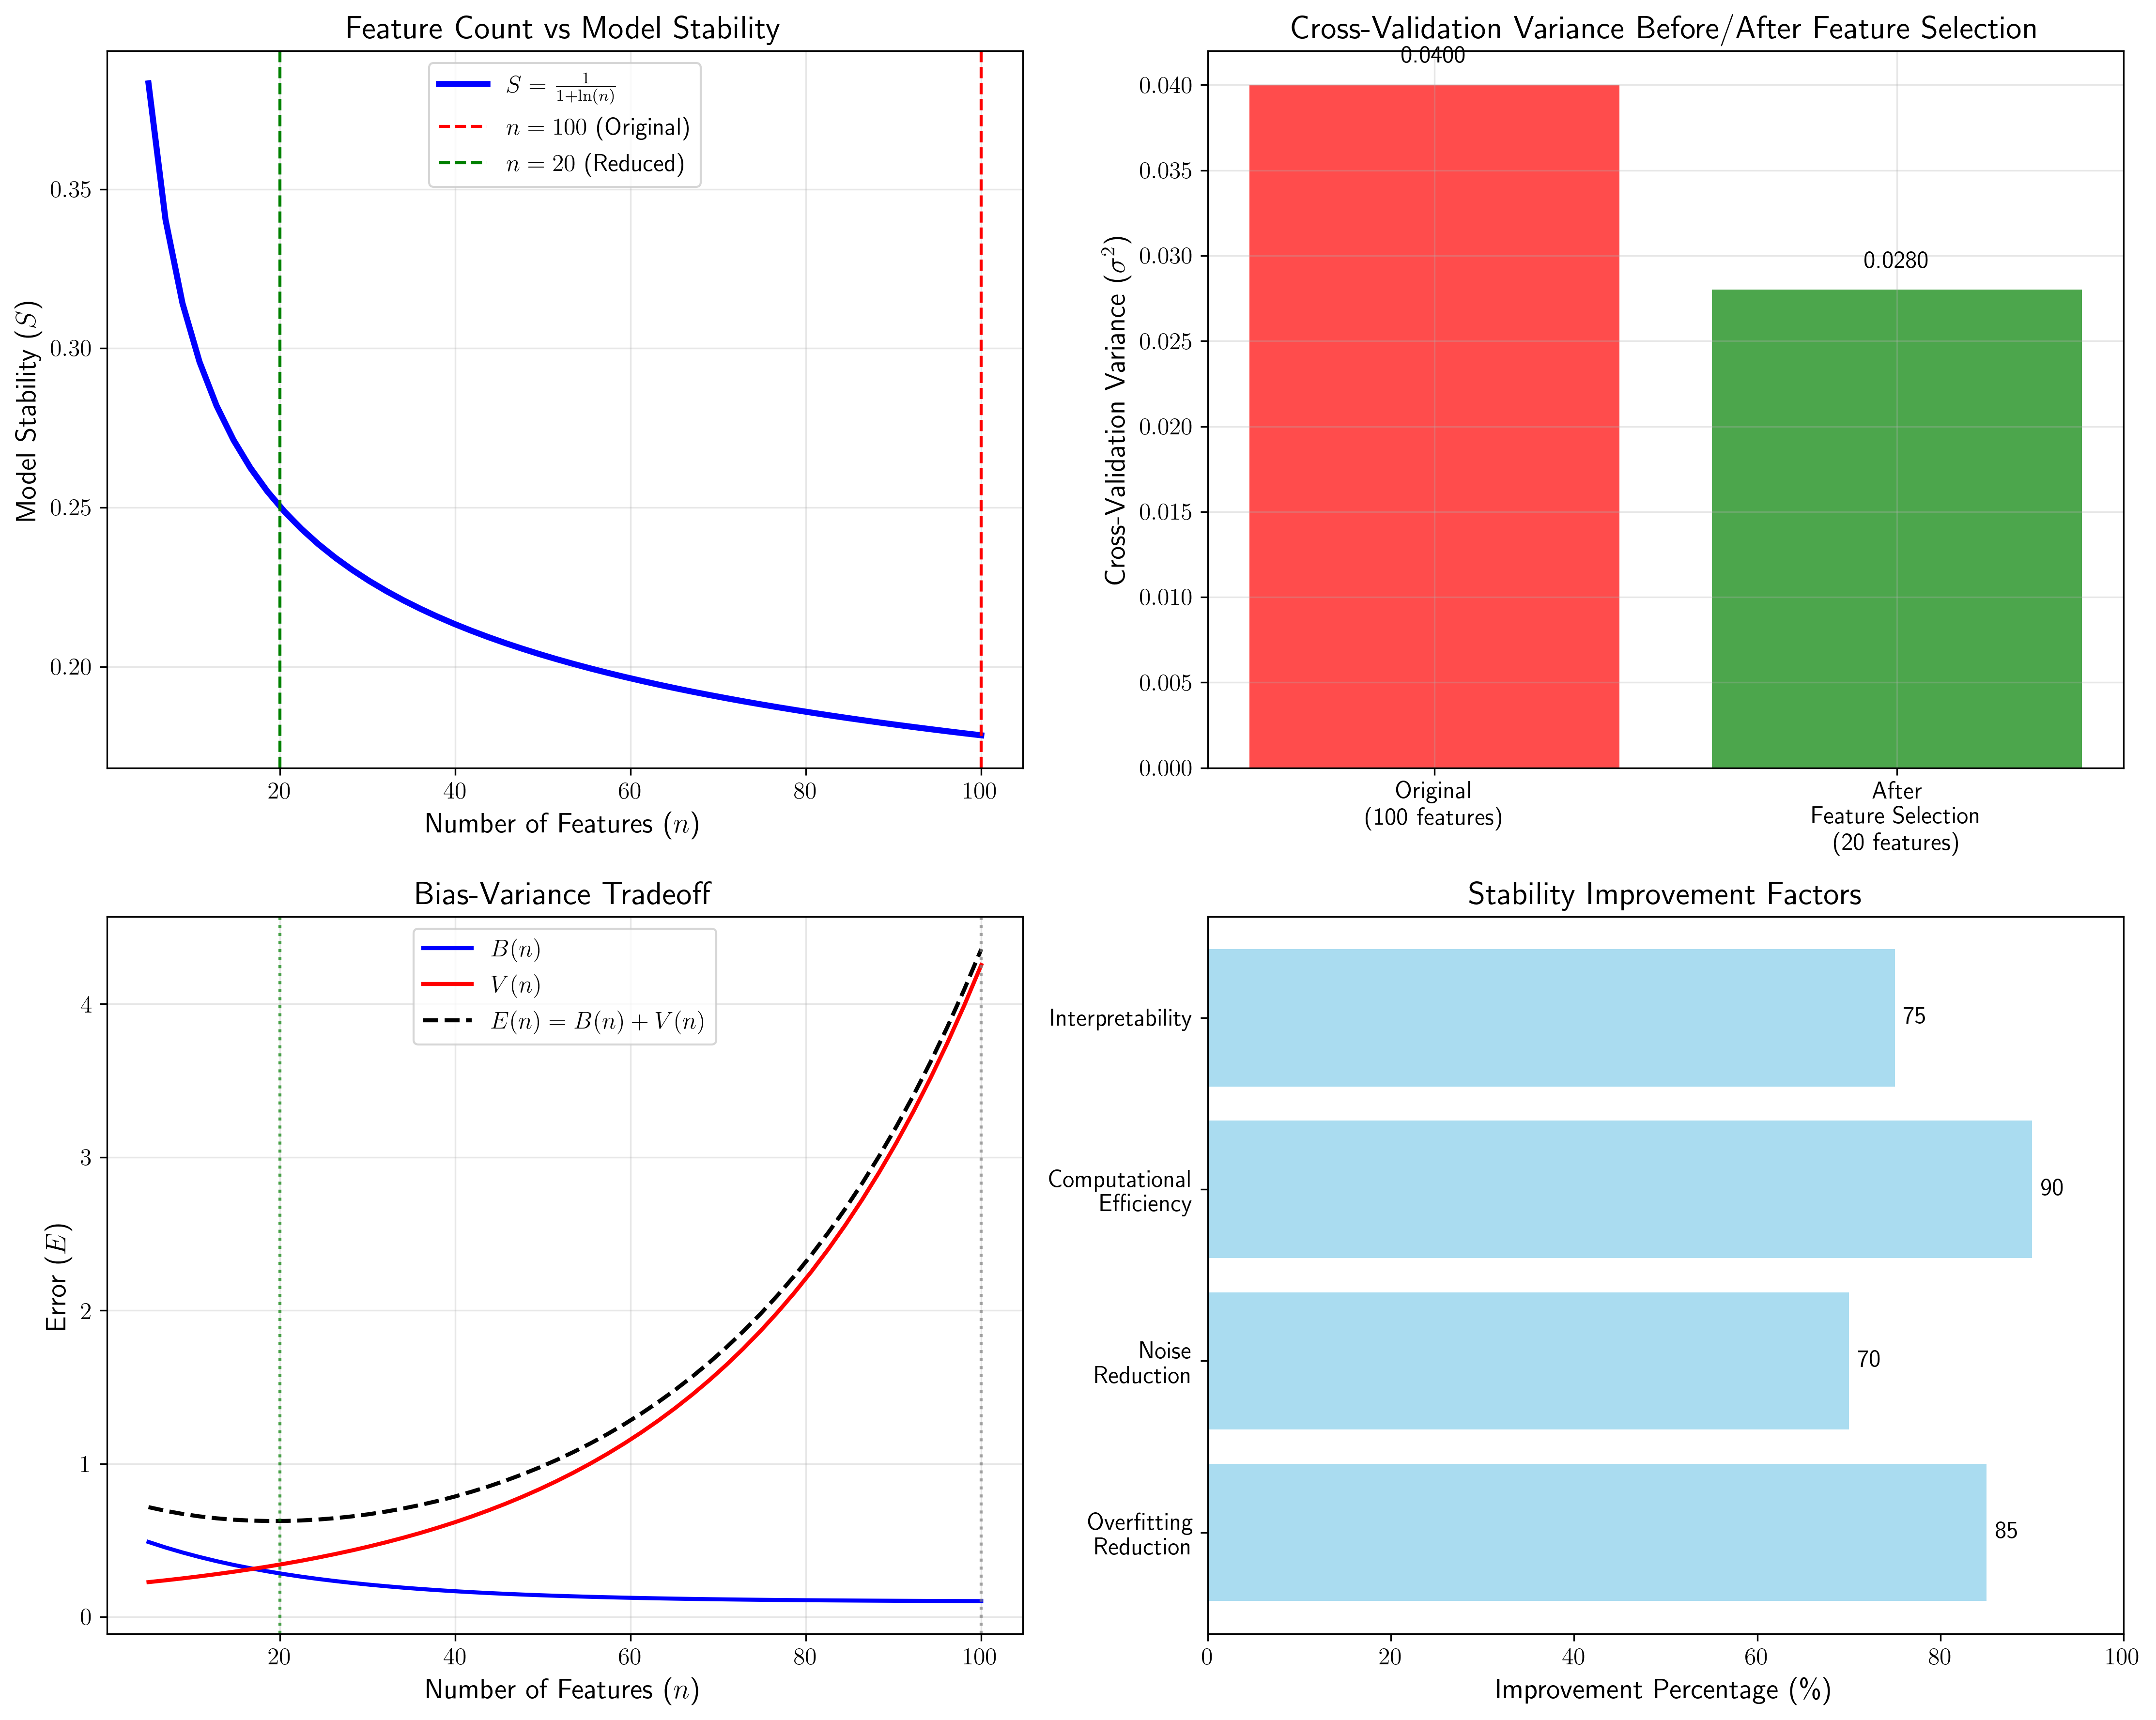 Feature Count vs Model Stability
S = \frac{1}{1+\ln(n)}
n = 100 (Original)
n = 20 (Reduced)
Model Stability (S)
0.35
0.30
0.25
0.20
20 40 60 80 100
Number of Features (n)
Cross-Validation Variance Before/After Feature Selection
0.0400
0.0280
Cross-Validation Variance (σ²)
0.040
0.035
0.030
0.025
0.020
0.015
0.010
0.005
0.000
Original
(100 features)
After
Feature Selection
(20 features)
Bias-Variance Tradeoff
B(n)
V(n)
E(n) = B(n) + V(n)
Error (E)
4
3
2
1
0
20 40 60 80 100
Number of Features (n)
Stability Improvement Factors
Interpretability
75
Computational
Efficiency
90
Noise
Reduction
70
Overfitting
Reduction
85
0 20 40 60 80 100
Improvement Percentage (%)